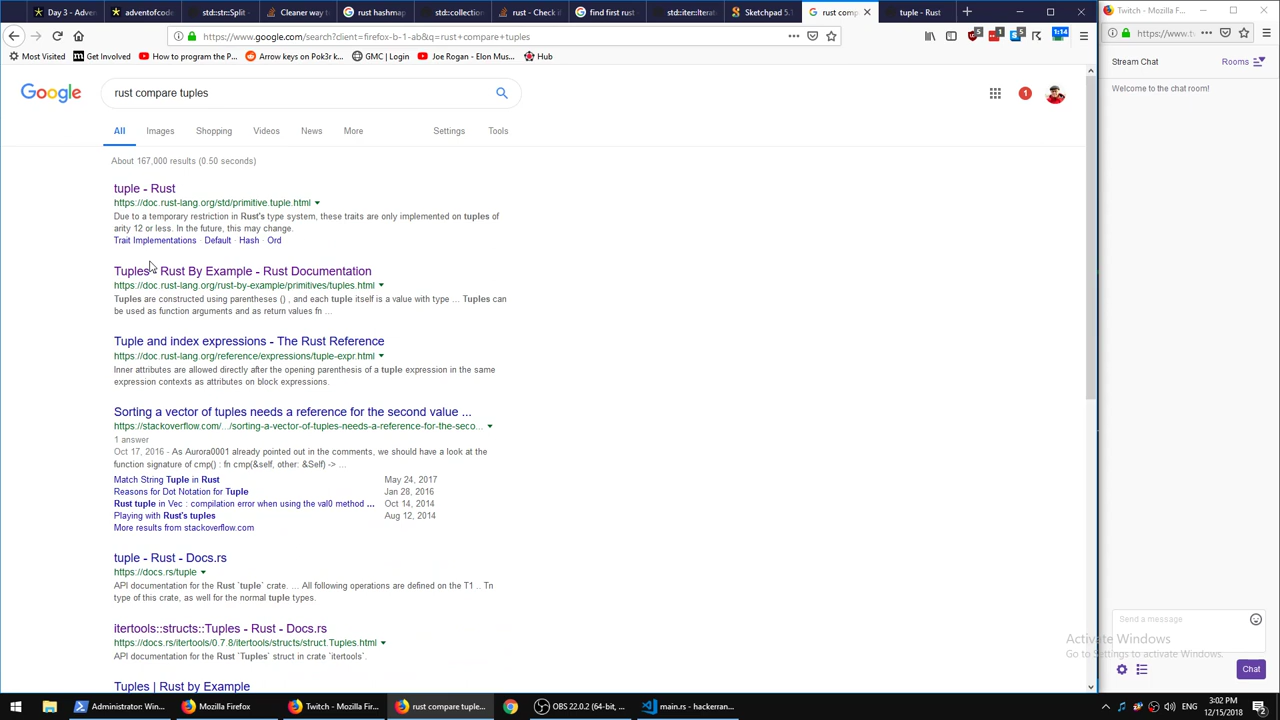 Day 3 - Adven
adventofcode
std::str::Split -
Cleaner way t
rust hashmap
std::collection
rust - Check i
find first rust
std::iter::Iterat
Sketchpad 5.1
rust comp
tuple - Rust
Twitch - Mozilla F
https://www.google.com/search?client=firefox-b-1-ab&q=rust+compare+tuples
5
1
5
1:14
https://www.t
Most Visited
Get Involved
How to program the P...
Arrow keys on Pok3r k...
GMC | Login
Joe Rogan - Elon Mus...
Hub
Stream Chat
Rooms
Welcome to the chat room!
Google
rust compare tuples
1
All
Images
Shopping
Videos
News
More
Settings
Tools
About 167,000 results (0.50 seconds)
tuple - Rust
https://doc.rust-lang.org/std/primitive.tuple.html
Due to a temporary restriction in Rust's type system, these traits are only implemented on tuples of
arity 12 or less. In the future, this may change.
Trait Implementations · Default · Hash · Ord
Tuples - Rust By Example - Rust Documentation
https://doc.rust-lang.org/rust-by-example/primitives/tuples.html
Tuples are constructed using parentheses () , and each tuple itself is a value with type ... Tuples can
be used as function arguments and as return values fn ...
Tuple and index expressions - The Rust Reference
https://doc.rust-lang.org/reference/expressions/tuple-expr.html
Inner attributes are allowed directly after the opening parenthesis of a tuple expression in the same
expression contexts as attributes on block expressions.
Sorting a vector of tuples needs a reference for the second value ...
https://stackoverflow.com/.../sorting-a-vector-of-tuples-needs-a-reference-for-the-seco...
1 answer
Oct 17, 2016 - As Aurora0001 already pointed out in the comments, we should have a look at the
function signature of cmp() : fn cmp(&self, other: &Self) -> ...
Match String Tuple in Rust May 24, 2017
Reasons for Dot Notation for Tuple Jan 28, 2016
Rust tuple in Vec : compilation error when using the val0 method ... Oct 14, 2014
Playing with Rust's tuples Aug 12, 2014
More results from stackoverflow.com
tuple - Rust - Docs.rs
https://docs.rs/tuple
API documentation for the Rust `tuple` crate. ... All following operations are defined on the T1 .. Tn
type of this crate, as well for the normal tuple types.
itertools::structs::Tuples - Rust - Docs.rs
https://docs.rs/itertools/0.7.8/itertools/structs/struct.Tuples.html
API documentation for the Rust `Tuples` struct in crate `itertools`.
Tuples | Rust by Example
Send a message
Activate Windows
Go to Settings to activate Windows.
Chat
Administrator: Win...
Mozilla Firefox
Twitch - Mozilla Fir...
rust compare tuple...
OBS 22.0.2 (64-bit, ...
main.rs - hackerran...
ENG
3:02 PM
12/15/2018